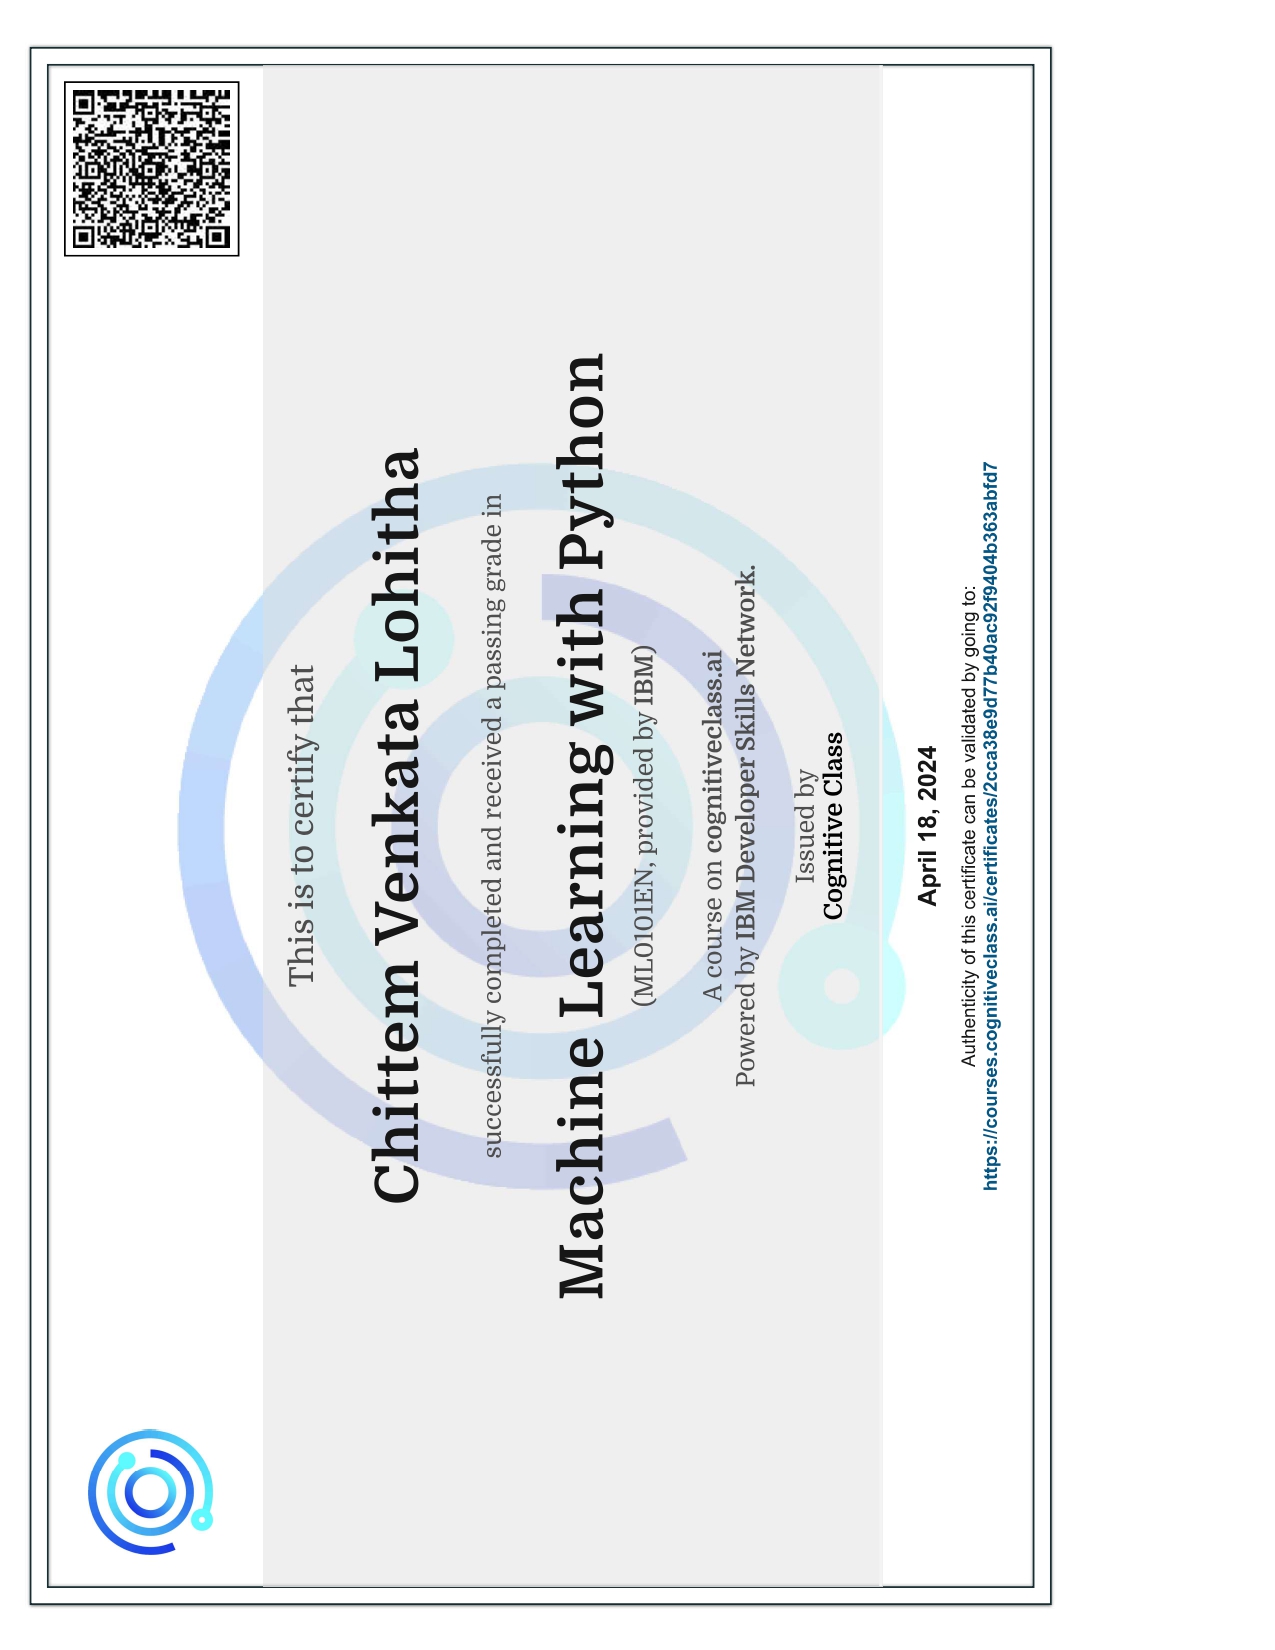 This is to certify that
Chittem Venkata Lohitha
successfully completed and received a passing grade in
Machine Learning with Python
(ML0101EN, provided by IBM)
A course on cognitiveclass.ai
Powered by IBM Developer Skills Network.
Issued by
Cognitive Class
April 18, 2024
Authenticity of this certificate can be validated by going to:
https://courses.cognitiveclass.ai/certificates/2cca38e9d77b40ac92f9404b363abfd7